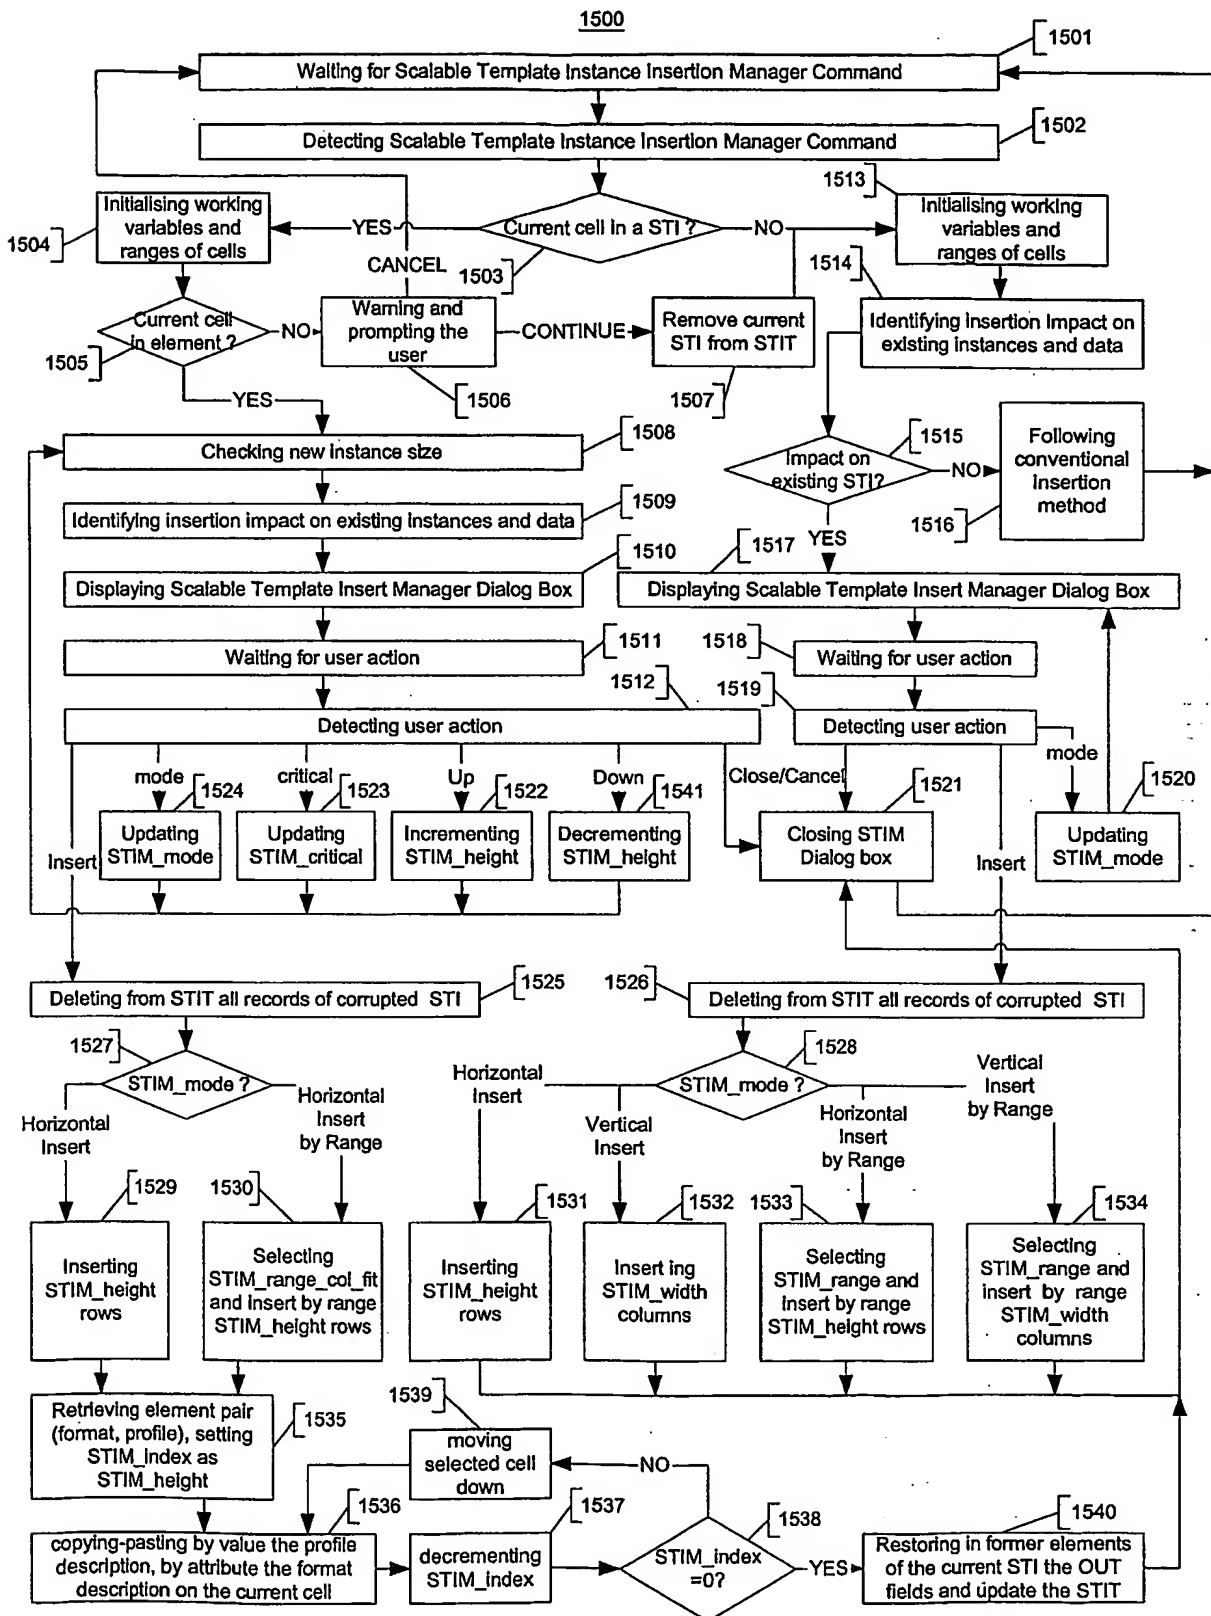 1500
1501
Waiting for Scalable Template Instance Insertion Manager Command
1502
Detecting Scalable Template Instance Insertion Manager Command
1513
1504
Initialising working
variables and
ranges of cells
YES
Current cell in a STI ?
NO
Initialising working
variables and
ranges of cells
CANCEL
1503
1514
Current cell
in element ?
1505
NO
Warning and
prompting the
user
1506
CONTINUE
Remove current
STI from STIT
1507
Identifying insertion Impact on
existing instances and data
YES
1508
Checking new instance size
1515
Impact on
existing STI?
NO
Following
conventional
Insertion
method
1516
1509
Identifying insertion impact on existing instances and data
YES
1510
1517
Displaying Scalable Template Insert Manager Dialog Box
Displaying Scalable Template Insert Manager Dialog Box
1511
Waiting for user action
1518
Waiting for user action
1512
Detecting user action
1519
Detecting user action
mode
mode
critical
Up
Down
Close/Cancel
1524
1523
1522
1541
1521
1520
Insert
Updating
STIM_mode
Updating
STIM_critical
Incrementing
STIM_height
Decrementing
STIM_height
Closing STIM
Dialog box
Insert
Updating
STIM_mode
1525
Deleting from STIT all records of corrupted STI
1526
Deleting from STIT all records of corrupted STI
1527
STIM_mode ?
1528
STIM_mode ?
Horizontal
Insert
Horizontal
Insert
by Range
Horizontal
Insert
Vertical
Insert
Horizontal
Insert
by Range
Vertical
Insert
by Range
1529
1530
1531
1532
1533
1534
Inserting
STIM_height
rows
Selecting
STIM_range_col_fit
and insert by range
STIM_height rows
Inserting
STIM_height
rows
Insert ing
STIM_width
columns
Selecting
STIM_range and
Insert by range
STIM_height rows
Selecting
STIM_range and
insert by range
STIM_width
columns
Retrieving element pair
(format, profile), setting
STIM_index as
STIM_height
1535
1539
moving
selected cell
down
NO
1536
copying-pasting by value the profile
description, by attribute the format
description on the current cell
1537
decrementing
STIM_index
1538
STIM_index
=0?
YES
1540
Restoring in former elements
of the current STI the OUT
fields and update the STIT